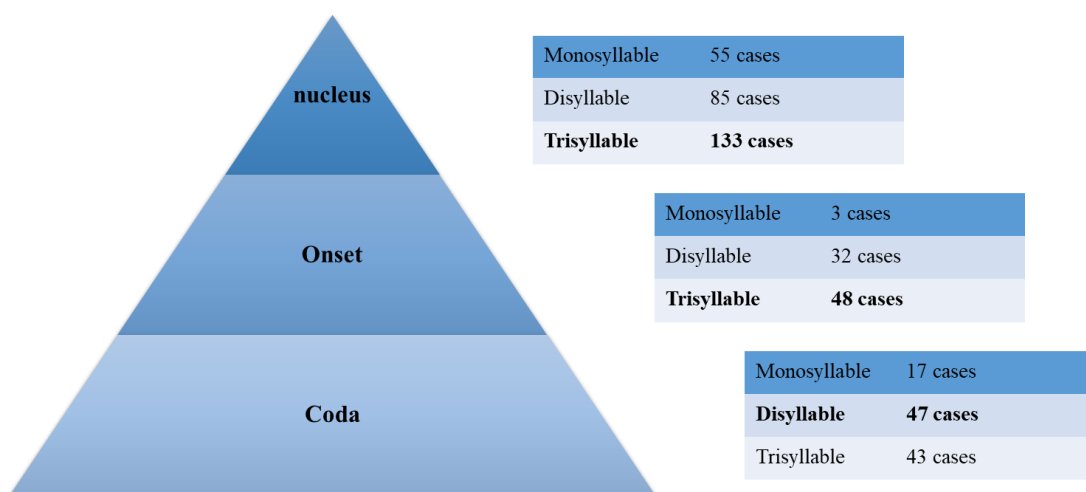 nucleus
Monosyllable 55 cases
Disyllable 85 cases
Trisyllable 133 cases
Onset
Monosyllable 3 cases
Disyllable 32 cases
Trisyllable 48 cases
Coda
Monosyllable 17 cases
Disyllable 47 cases
Trisyllable 43 cases